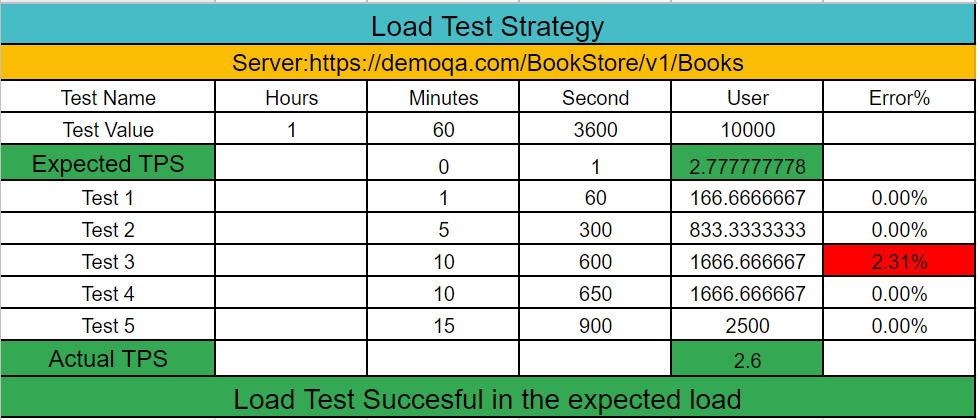 Load Test Strategy
Server:https://demoqa.com/BookStore/v1/Books
Test Name Hours Minutes Second User Error%
Test Value 1 60 3600 10000
Expected TPS 0 1 2.777777778
Test 1 1 60 166.6666667 0.00%
Test 2 5 300 833.3333333 0.00%
Test 3 10 600 1666.666667 2.31%
Test 4 10 650 1666.666667 0.00%
Test 5 15 900 2500 0.00%
Actual TPS 2.6
Load Test Succesful in the expected load